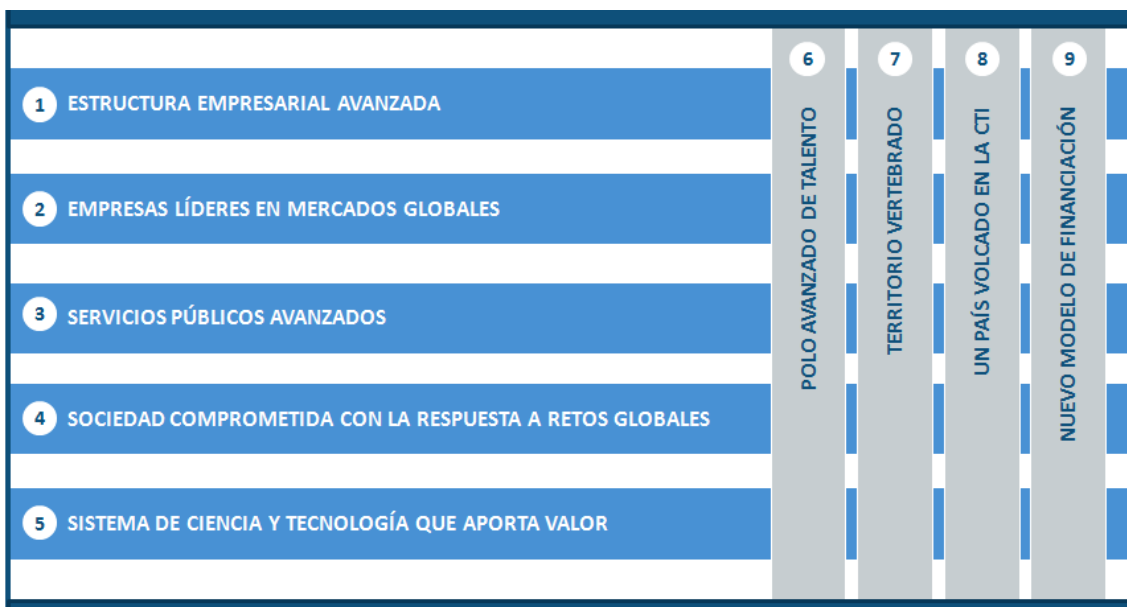 1 ESTRUCTURA EMPRESARIAL AVANZADA
2 EMPRESAS LÍDERES EN MERCADOS GLOBALES
3 SERVICIOS PÚBLICOS AVANZADOS
4 SOCIEDAD COMPROMETIDA CON LA RESPUESTA A RETOS GLOBALES
5 SISTEMA DE CIENCIA Y TECNOLOGÍA QUE APORTA VALOR
6 POLO AVANZADO DE TALENTO
7 TERRITORIO VERTEBRADO
8 UN PAÍS VOLCADO EN LA CTI
9 NUEVO MODELO DE FINANCIACIÓN